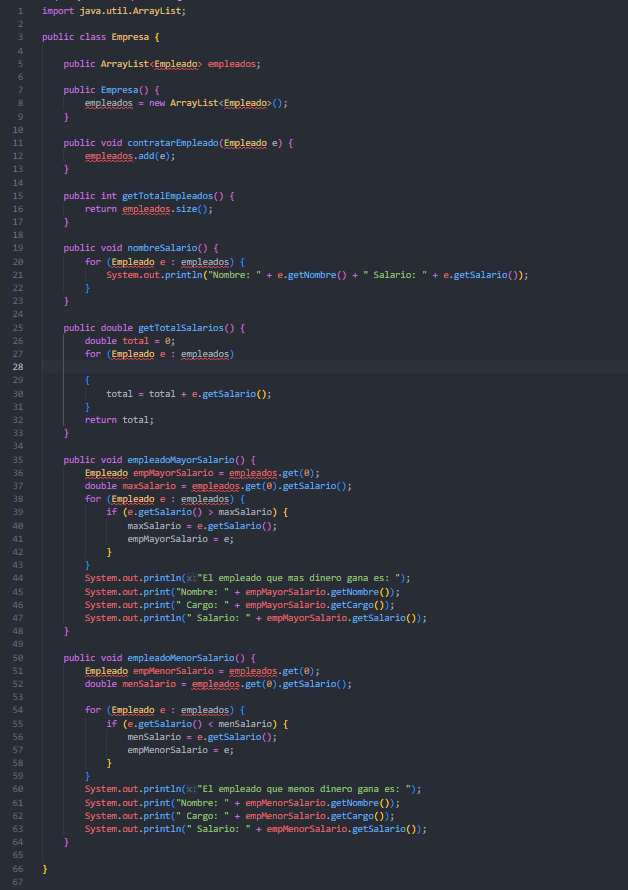 1 import java.util.ArrayList;
2
3 public class Empresa {
4
5     public ArrayList<Empleado> empleados;
6
7     public Empresa() {
8         empleados = new ArrayList<Empleado>();
9     }
10
11     public void contratarEmpleado(Empleado e) {
12         empleados.add(e);
13     }
14
15     public int getTotalEmpleados() {
16         return empleados.size();
17     }
18
19     public void nombreSalario() {
20         for (Empleado e : empleados) {
21             System.out.println("Nombre: " + e.getNombre() + " Salario: " + e.getSalario());
22         }
23     }
24
25     public double getTotalSalarios() {
26         double total = 0;
27         for (Empleado e : empleados)
28
29         {
30             total = total + e.getSalario();
31         }
32         return total;
33     }
34
35     public void empleadoMayorSalario() {
36         Empleado empMayorSalario = empleados.get(0);
37         double maxSalario = empleados.get(0).getSalario();
38         for (Empleado e : empleados) {
39             if (e.getSalario() > maxSalario) {
40                 maxSalario = e.getSalario();
41                 empMayorSalario = e;
42             }
43         }
44         System.out.println(x:"El empleado que mas dinero gana es: ");
45         System.out.print("Nombre: " + empMayorSalario.getNombre());
46         System.out.print(" Cargo: " + empMayorSalario.getCargo());
47         System.out.println(" Salario: " + empMayorSalario.getSalario());
48     }
49
50     public void empleadoMenorSalario() {
51         Empleado empMenorSalario = empleados.get(0);
52         double menSalario = empleados.get(0).getSalario();
53
54         for (Empleado e : empleados) {
55             if (e.getSalario() < menSalario) {
56                 menSalario = e.getSalario();
57                 empMenorSalario = e;
58             }
59         }
60         System.out.println(x:"El empleado que menos dinero gana es: ");
61         System.out.print("Nombre: " + empMenorSalario.getNombre());
62         System.out.print(" Cargo: " + empMenorSalario.getCargo());
63         System.out.println(" Salario: " + empMenorSalario.getSalario());
64     }
65
66 }
67